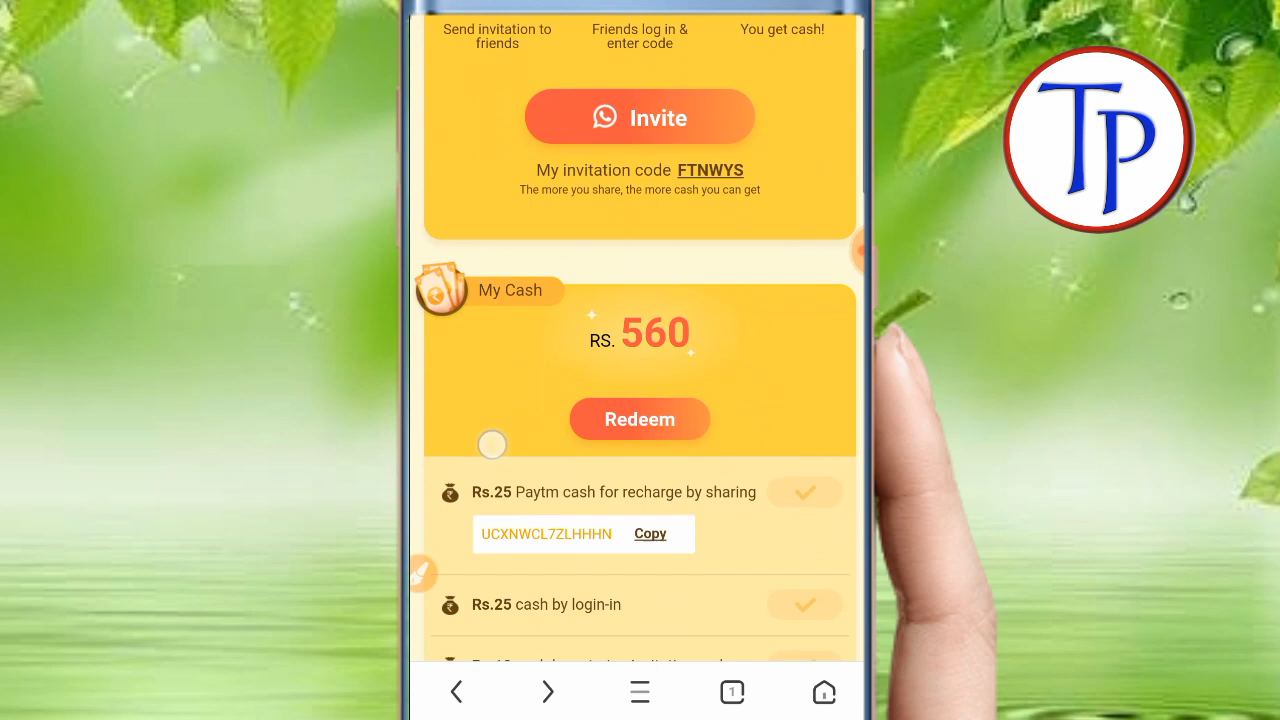 Send invitation to
friends
Friends log in &
enter code
You get cash!
Invite
My invitation code FTNWYS
The more you share, the more cash you can get
My Cash
RS. 560
Redeem
Rs.25 Paytm cash for recharge by sharing
UCXNWCL7ZLHHHN Copy
Rs.25 cash by login-in
1
TP